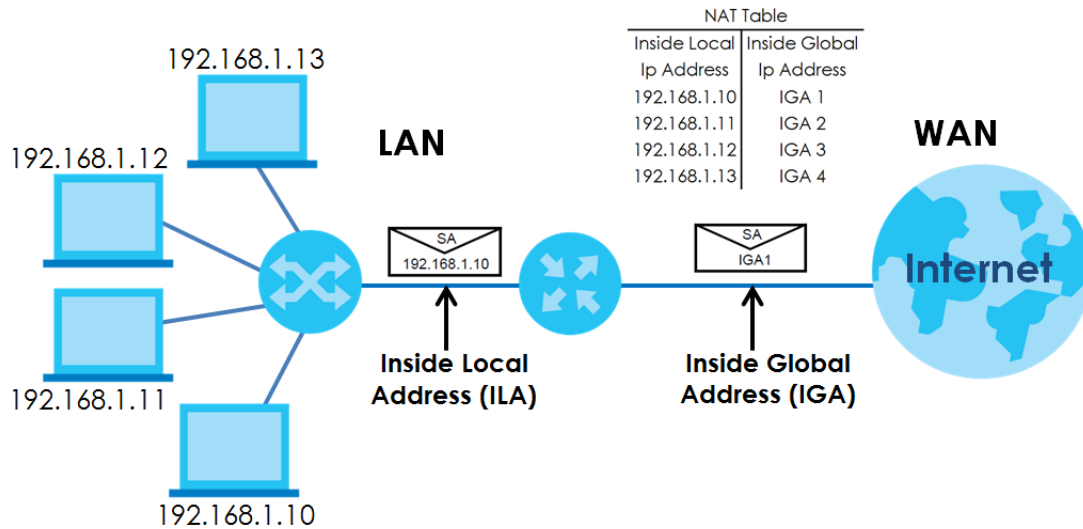 NAT Table
Inside Local Inside Global
Ip Address Ip Address
192.168.1.10 IGA 1
192.168.1.11 IGA 2
192.168.1.12 IGA 3
192.168.1.13 IGA 4
192.168.1.13
192.168.1.12
LAN
WAN
SA
192.168.1.10
SA
IGA1
Internet
Inside Local
Address (ILA)
Inside Global
Address (IGA)
192.168.1.11
192.168.1.10